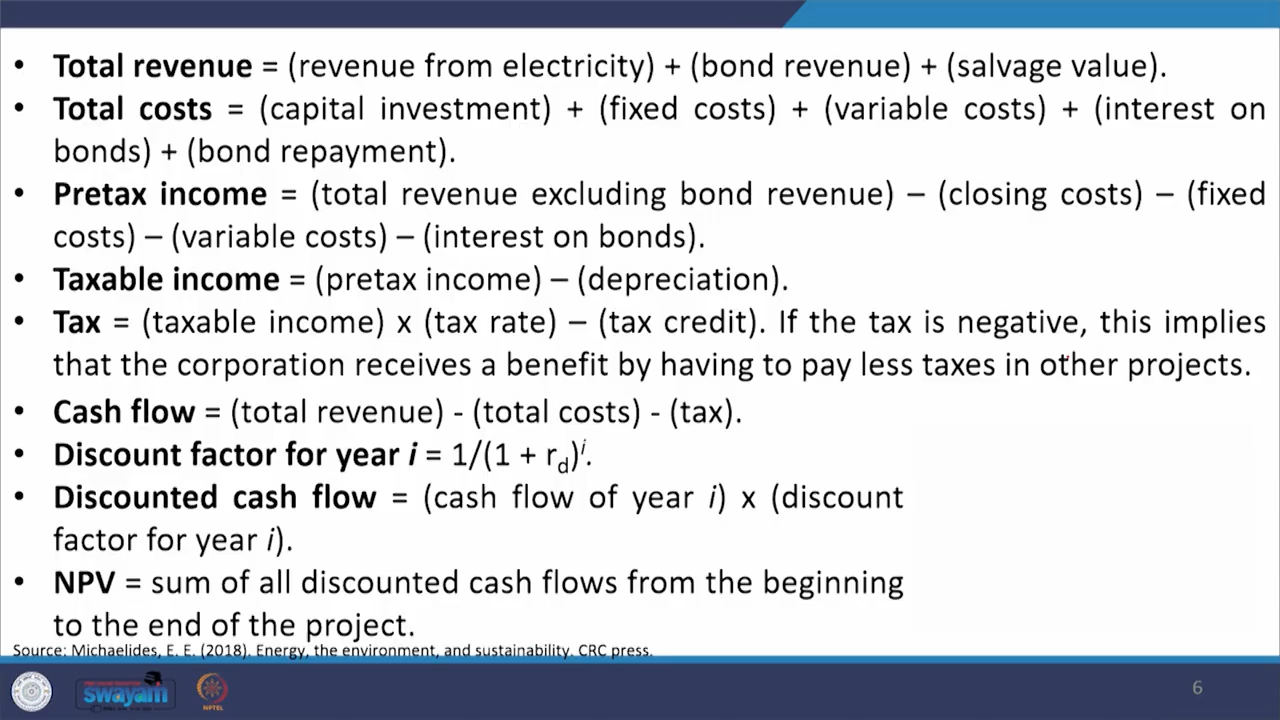 • Total revenue = (revenue from electricity) + (bond revenue) + (salvage value).
• Total costs = (capital investment) + (fixed costs) + (variable costs) + (interest on
bonds) + (bond repayment).
• Pretax income = (total revenue excluding bond revenue) – (closing costs) – (fixed
costs) – (variable costs) – (interest on bonds).
• Taxable income = (pretax income) – (depreciation).
• Tax = (taxable income) x (tax rate) – (tax credit). If the tax is negative, this implies
that the corporation receives a benefit by having to pay less taxes in other projects.
• Cash flow = (total revenue) - (total costs) - (tax).
• Discount factor for year i = 1/(1 + r_d)^i.
• Discounted cash flow = (cash flow of year i) x (discount
factor for year i).
• NPV = sum of all discounted cash flows from the beginning
to the end of the project.
Source: Michaelides, E. E. (2018). Energy, the environment, and sustainability. CRC press.
swayam
NPTEL
6